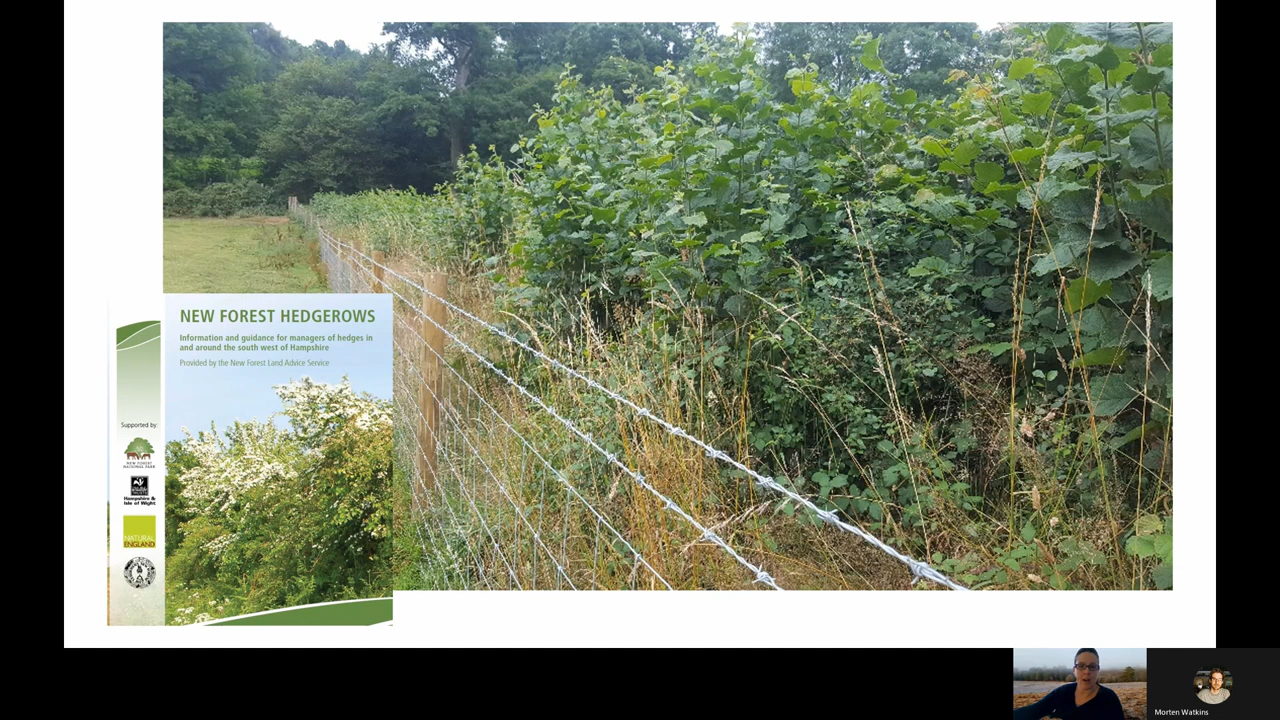 NEW FOREST HEDGEROWS
Information and guidance for managers of hedges in
and around the south west of Hampshire
Provided by the New Forest Land Advice Service
Supported by:
NEW FOREST
NATIONAL PARK
Hampshire &
Isle of Wight
NATURAL
ENGLAND
Morten Watkins